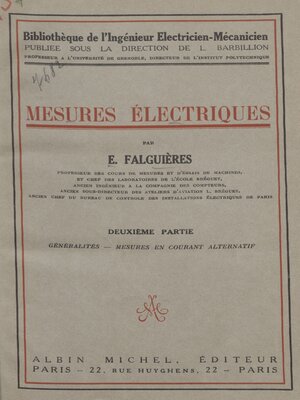 Bibliothèque de l'Ingénieur Electricien-Mécanicien
PUBLIEE SOUS LA DIRECTION DE L. BARBILLION
PROFESSEUR A L'UNIVERSITÉ DE GRENOBLE, DIRECTEUR DE L'INSTITUT POLYTECHNIQUE
MESURES ÉLECTRIQUES
PAR
E. FALGUIÈRES
PROFESSEUR DES COURS DE MESURES ET D'ESSAIS DE MACHINES,
ET CHEF DES LABORATOIRES DE L'ÉCOLE BRÉGUET,
ANCIEN INGÉNIEUR A LA COMPAGNIE DES COMPTEURS,
ANCIEN SOUS-DIRECTEUR DES ATELIERS D'AVIATION L. BRÉGUET,
ANCIEN CHEF DU BUREAU DE CONTROLE DES INSTALLATIONS ÉLECTRIQUES DE PARIS
DEUXIÈME PARTIE
GÉNÉRALITÉS — MESURES EN COURANT ALTERNATIF
ALBIN MICHEL, ÉDITEUR
PARIS — 22, RUE HUYGHENS, 22 — PARIS